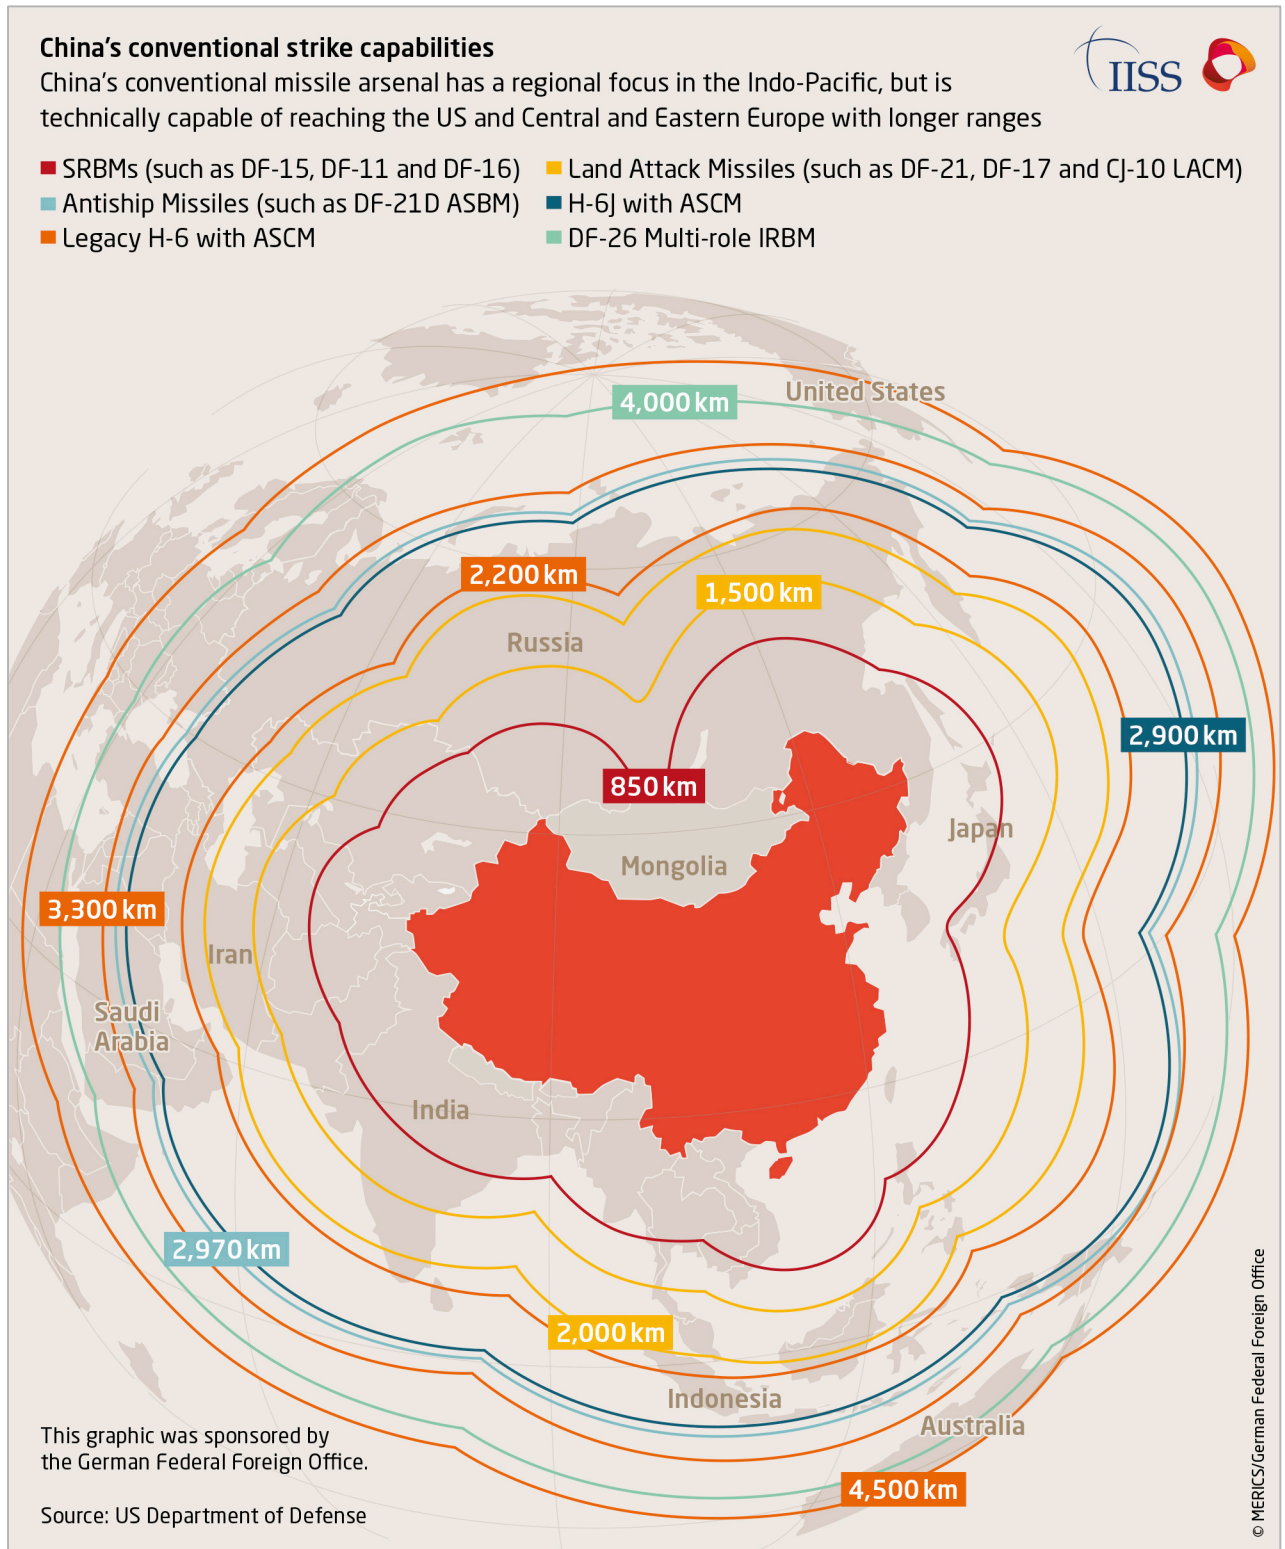 China's conventional strike capabilities
China's conventional missile arsenal has a regional focus in the Indo-Pacific, but is
technically capable of reaching the US and Central and Eastern Europe with longer ranges
IISS
SRBMs (such as DF-15, DF-11 and DF-16)
Land Attack Missiles (such as DF-21, DF-17 and CJ-10 LACM)
Antiship Missiles (such as DF-21D ASBM)
H-6J with ASCM
Legacy H-6 with ASCM
DF-26 Multi-role IRBM
United States
4,000 km
2,200 km
1,500 km
Russia
2,900 km
850 km
Japan
Mongolia
3,300 km
Iran
Saudi
Arabia
India
2,970 km
2,000 km
Indonesia
Australia
4,500 km
This graphic was sponsored by
the German Federal Foreign Office.
Source: US Department of Defense
© MERICS/German Federal Foreign Office